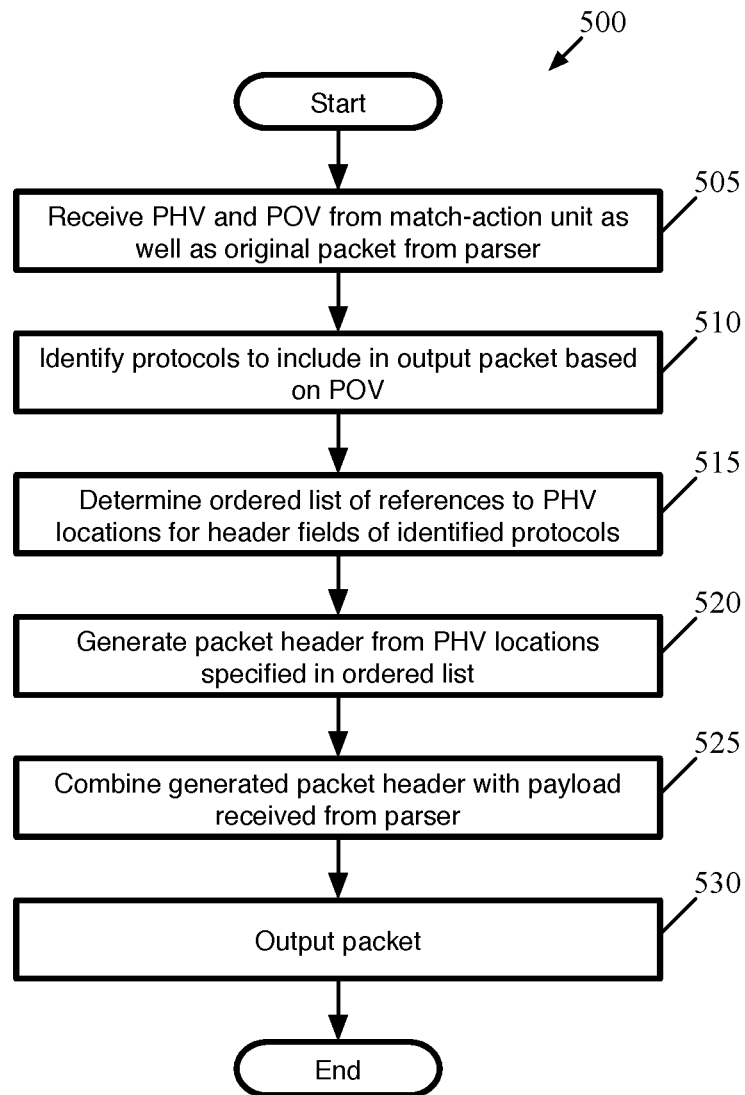 500
Start
505
Receive PHV and POV from match-action unit as
well as original packet from parser
510
Identify protocols to include in output packet based
on POV
515
Determine ordered list of references to PHV
locations for header fields of identified protocols
520
Generate packet header from PHV locations
specified in ordered list
525
Combine generated packet header with payload
received from parser
530
Output packet
End